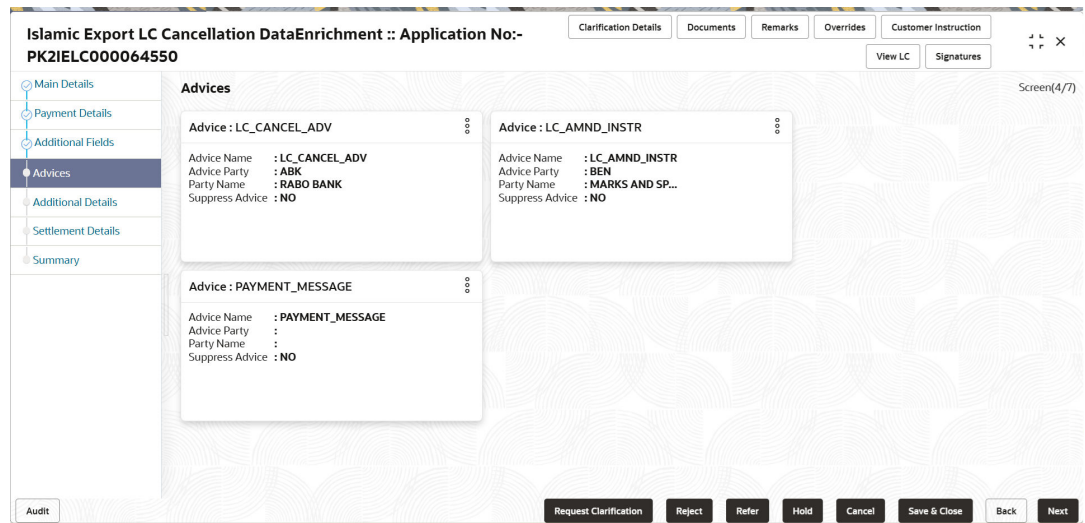 Islamic Export LC Cancellation DataEnrichment :: Application No:-
PK2IELC000064550
Clarification Details
Documents
Remarks
Overrides
Customer Instruction
View LC
Signatures
Main Details
Payment Details
Additional Fields
Advices
Additional Details
Settlement Details
Summary
Advices
Screen(4/7)
Advice : LC_CANCEL_ADV
Advice Name : LC_CANCEL_ADV
Advice Party : ABK
Party Name : RABO BANK
Suppress Advice : NO
Advice : LC_AMND_INSTR
Advice Name : LC_AMND_INSTR
Advice Party : BEN
Party Name : MARKS AND SP...
Suppress Advice : NO
Advice : PAYMENT_MESSAGE
Advice Name : PAYMENT_MESSAGE
Advice Party :
Party Name :
Suppress Advice : NO
Audit
Request Clarification
Reject
Refer
Hold
Cancel
Save & Close
Back
Next